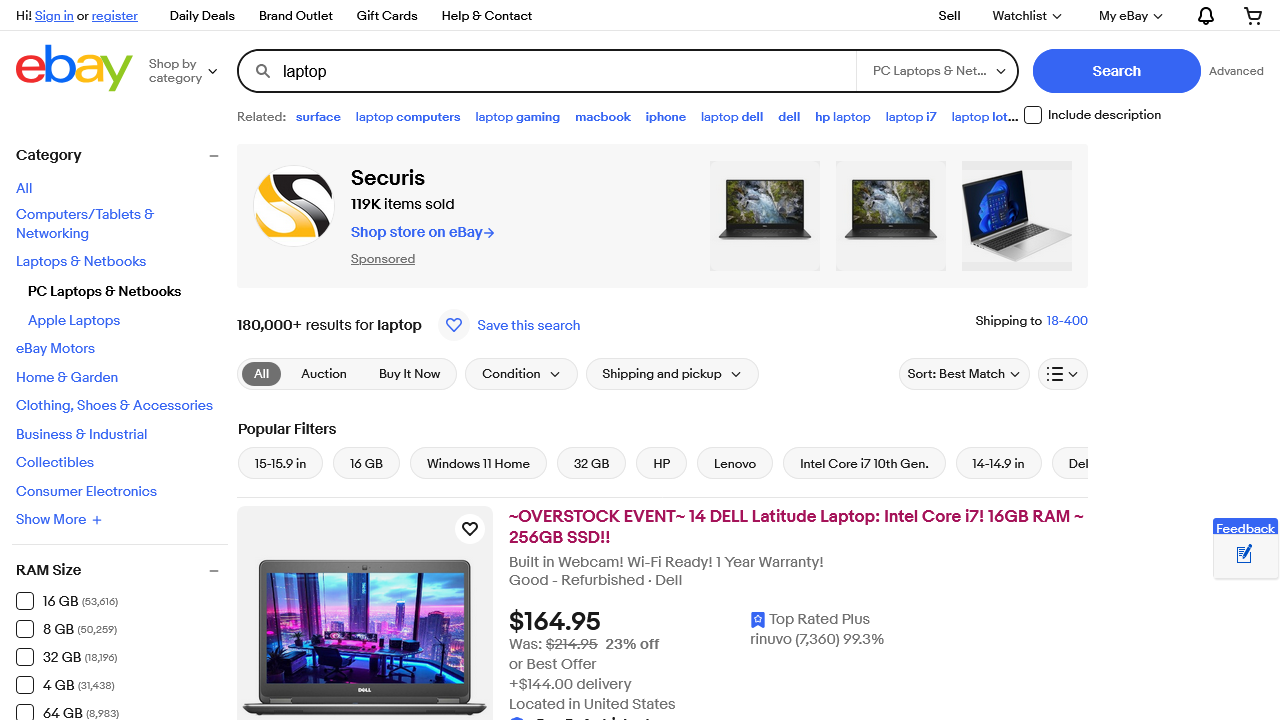 Hi! Sign in or register
Daily Deals
Brand Outlet
Gift Cards
Help & Contact
Sell
Watchlist
My eBay
ebay
Shop by category
laptop
PC Laptops & Net...
Search
Advanced
Related: surface laptop computers laptop gaming macbook iphone laptop dell dell hp laptop laptop i7 laptop lot...
Include description
Category
All
Computers/Tablets &
Networking
Laptops & Netbooks
PC Laptops & Netbooks
Apple Laptops
eBay Motors
Home & Garden
Clothing, Shoes & Accessories
Business & Industrial
Collectibles
Consumer Electronics
Show More
RAM Size
16 GB (53,616)
8 GB (50,259)
32 GB (18,196)
4 GB (31,438)
64 GB (8,983)
Securis
119K items sold
Shop store on eBay
Sponsored
180,000+ results for laptop
Save this search
Shipping to 18-400
All
Auction
Buy It Now
Condition
Shipping and pickup
Sort: Best Match
Popular Filters
15-15.9 in
16 GB
Windows 11 Home
32 GB
HP
Lenovo
Intel Core i7 10th Gen.
14-14.9 in
Del
~OVERSTOCK EVENT~ 14 DELL Latitude Laptop: Intel Core i7! 16GB RAM ~
256GB SSD!!
Built in Webcam! Wi-Fi Ready! 1 Year Warranty!
Good - Refurbished · Dell
$164.95
Was: $214.95 23% off
or Best Offer
+$144.00 delivery
Located in United States
Top Rated Plus
rinuvo (7,360) 99.3%
DELL
Feedback